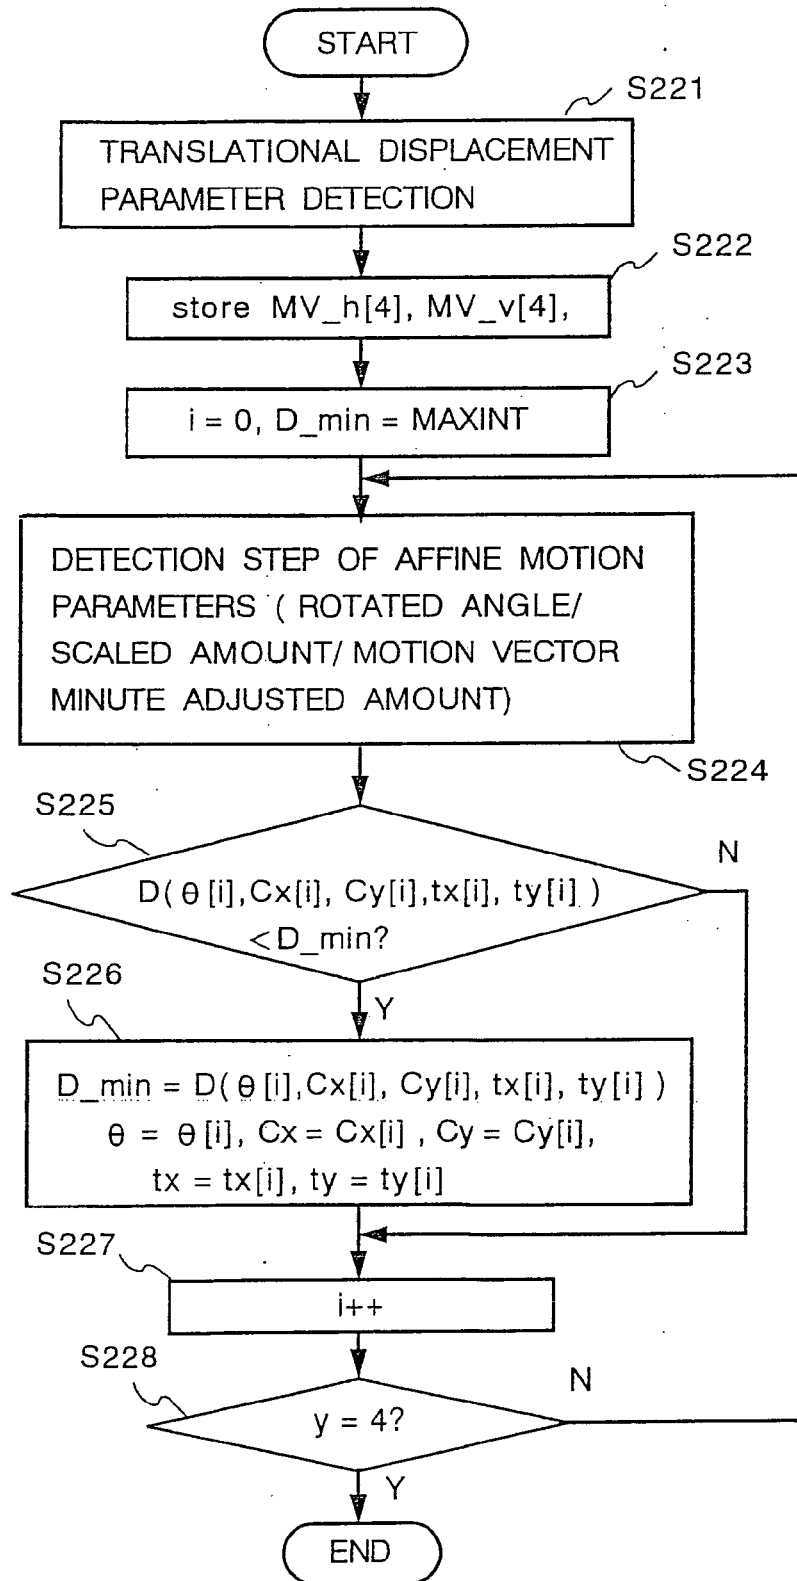 START
S221
TRANSLATIONAL DISPLACEMENT
PARAMETER DETECTION
S222
store MV_h[4], MV_v[4],
S223
i = 0, D_min = MAXINT
DETECTION STEP OF AFFINE MOTION
PARAMETERS ( ROTATED ANGLE/
SCALED AMOUNT/ MOTION VECTOR
MINUTE ADJUSTED AMOUNT)
S224
S225
N
D( θ[i],Cx[i], Cy[i],tx[i], ty[i] )
<D_min?
S226
Y
D_min = D( θ[i],Cx[i], Cy[i], tx[i], ty[i] )
θ = θ[i], Cx = Cx[i] , Cy = Cy[i],
tx = tx[i], ty = ty[i]
S227
i++
S228
N
y = 4?
Y
END